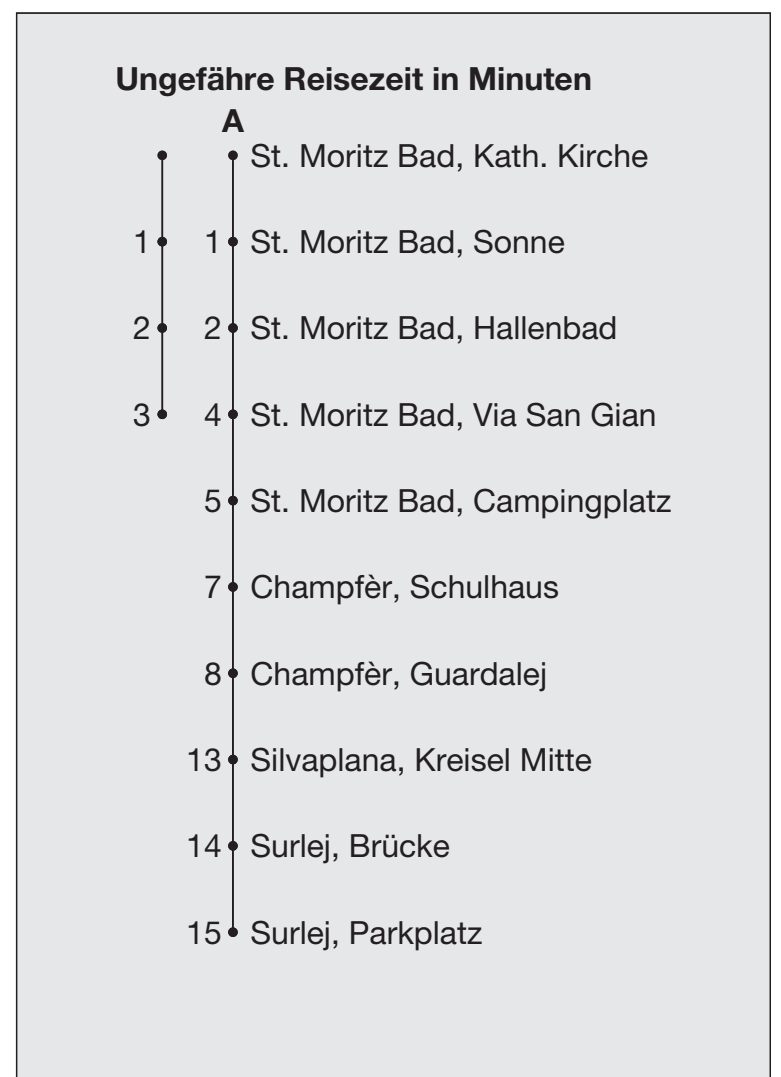 Ungefähre Reisezeit in Minuten
A
St. Moritz Bad, Kath. Kirche
1 1 St. Moritz Bad, Sonne
2 2 St. Moritz Bad, Hallenbad
3 4 St. Moritz Bad, Via San Gian
5 St. Moritz Bad, Campingplatz
7 Champfèr, Schulhaus
8 Champfèr, Guardalej
13 Silvaplana, Kreisel Mitte
14 Surlej, Brücke
15 Surlej, Parkplatz